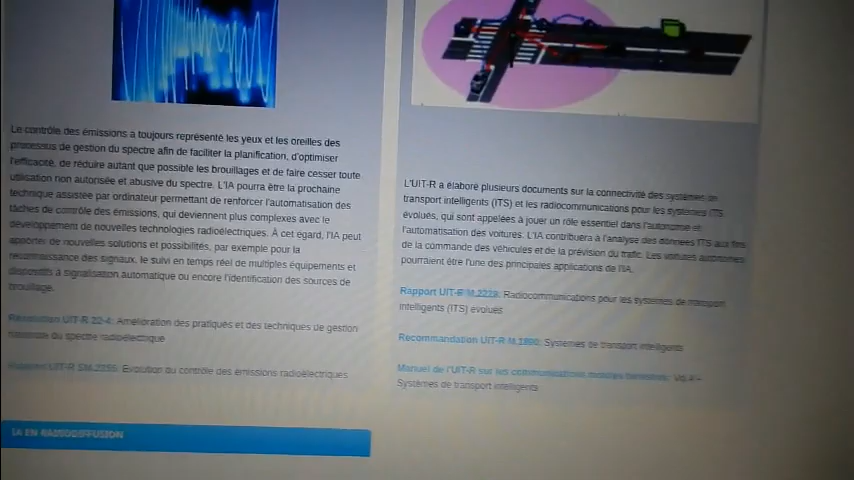 Le contrôle des émissions a toujours représenté les yeux et les oreilles des
processus de gestion du spectre afin de faciliter la planification, d'optimiser
l'efficacité, de réduire autant que possible les brouillages et de faire cesser toute
utilisation non autorisée et abusive du spectre. L'IA pourra être la prochaine
technique assistée par ordinateur permettant de renforcer l'automatisation des
tâches de contrôle des émissions, qui deviennent plus complexes avec le
développement de nouvelles technologies radioélectriques. À cet égard, l'IA peut
apporter de nouvelles solutions et possibilités, par exemple pour la
reconnaissance des signaux, le suivi en temps réel de multiples équipements et
dispositifs à signalisation automatique ou encore l'identification des sources de
brouillage.
Résolution UIT-R 22-4: Amélioration des pratiques et des techniques de gestion
nationale du spectre radioélectrique
Rapport UIT-R SM.2355: Evolution du contrôle des émissions radioélectriques
IA EN RADIODIFFUSION
L'UIT-R a élaboré plusieurs documents sur la connectivité des systèmes de
transport intelligents (ITS) et les radiocommunications pour les systèmes ITS
évolués, qui sont appelées à jouer un rôle essentiel dans l'autonomie et
l'automatisation des voitures. L'IA contribuera à l'analyse des données ITS aux fins
de la commande des véhicules et de la prévision du trafic. Les voitures autonomes
pourraient être l'une des principales applications de l'IA.
Rapport UIT-R M.2228: Radiocommunications pour les systèmes de transport
intelligents (ITS) évolués
Recommandation UIT-R M.1890: Systèmes de transport intelligents
Manuel de l'UIT-R sur les communications mobiles terrestres: Vol.4 –
Systèmes de transport intelligents